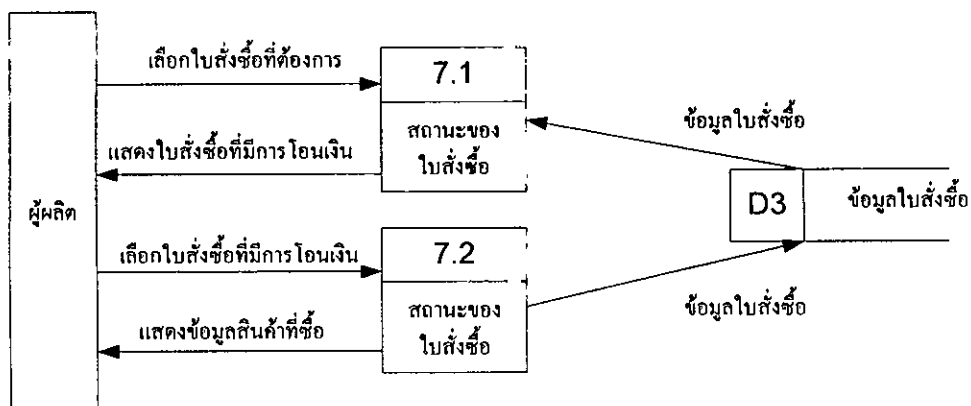 เลือกใบสั่งซื้อที่ต้องการ
7.1
สถานะของ
ใบสั่งซื้อ
แสดงใบสั่งซื้อที่มีการโอนเงิน
ข้อมูลใบสั่งซื้อ
ผู้ผลิต
D3
ข้อมูลใบสั่งซื้อ
เลือกใบสั่งซื้อที่มีการโอนเงิน
7.2
สถานะของ
ใบสั่งซื้อ
แสดงข้อมูลสินค้าที่ซื้อ
ข้อมูลใบสั่งซื้อ